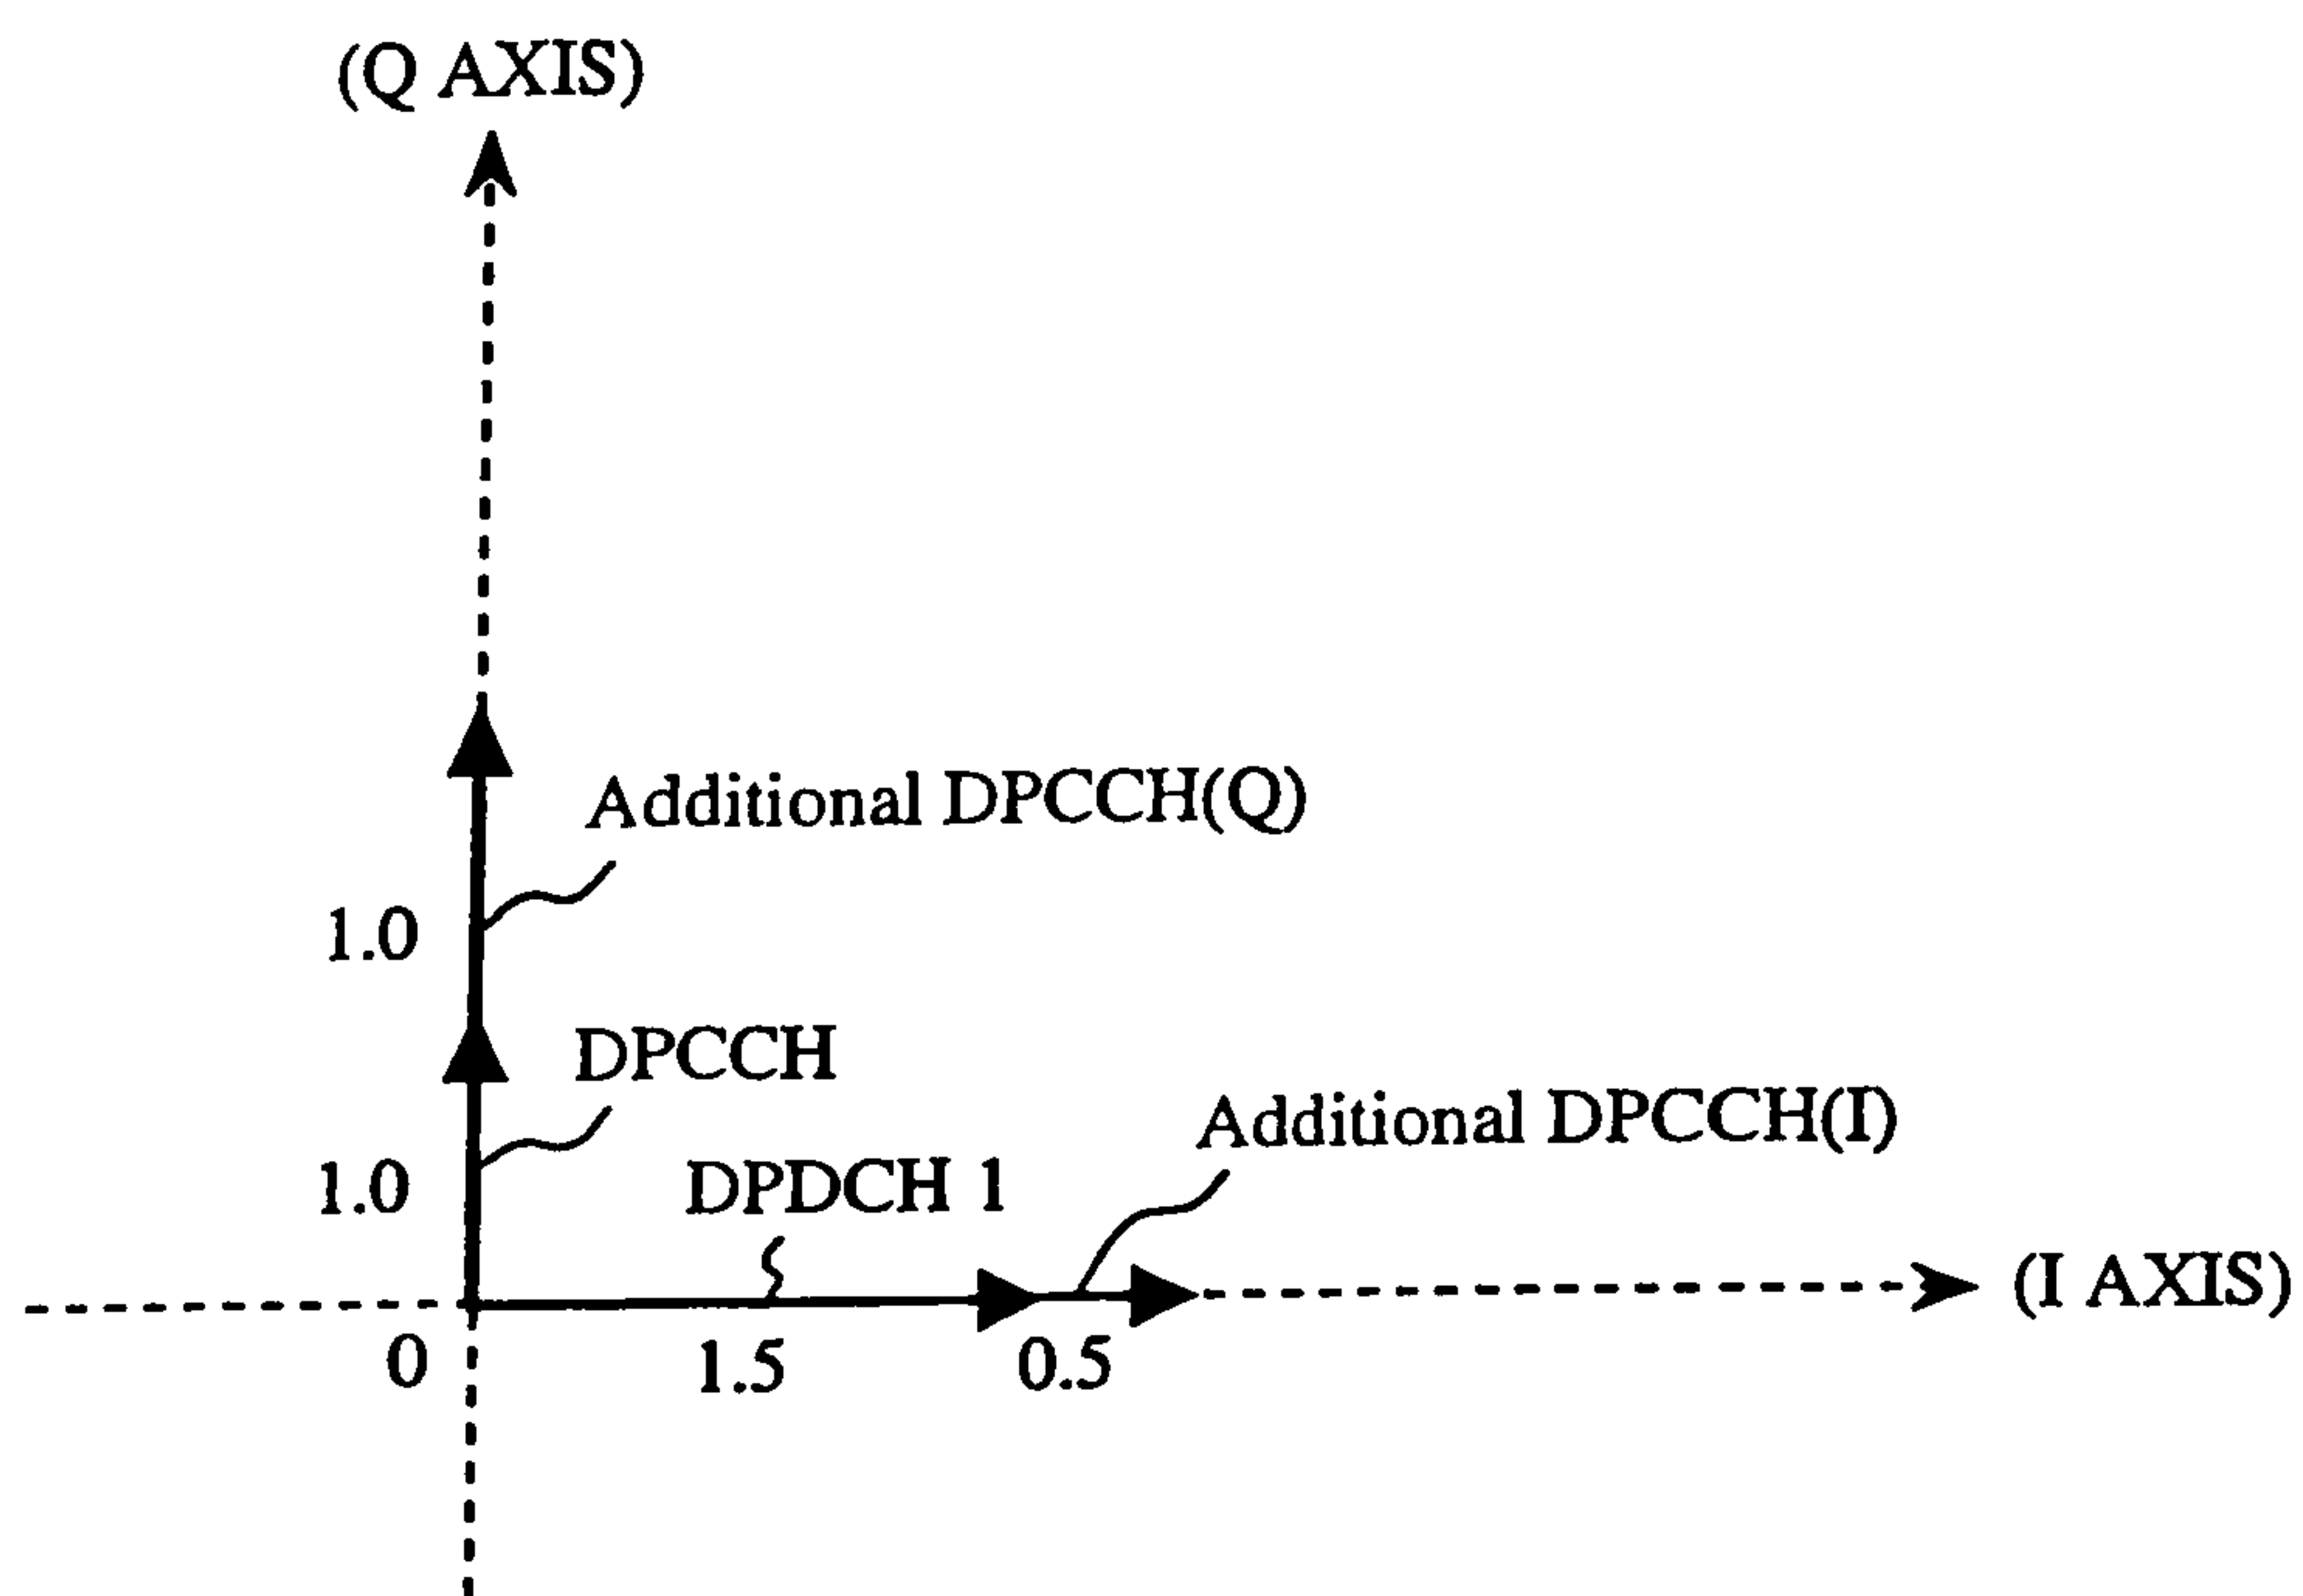 (Q AXIS)
Additional DPCCH(Q)
1.0
DPCCH
Additional DPCCH(I)
1.0
DPDCH 1
(I AXIS)
0
1.5
0.5